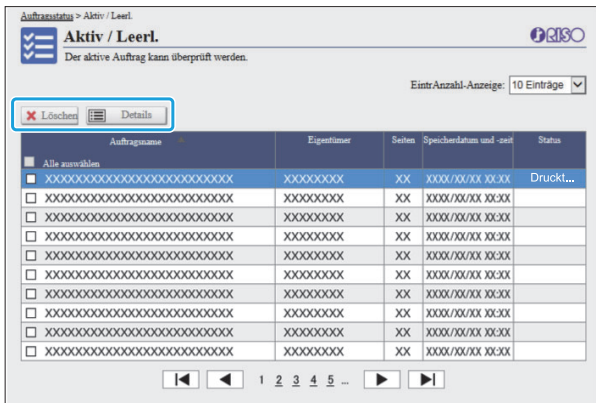 Auftragsstatus > Aktiv / Leerl.
Aktiv / Leerl.
RISO
Der aktive Auftrag kann überprüft werden.
EintrAnzahl-Anzeige: 10 Einträge
Löschen Details
Auftragsname Eigentümer Seiten Speicherdatum und -zeit Status
Alle auswählen
XXXXXXXXXXXXXXXXXXXXXXXXX XXXXXXXX XX XXXX/XX/XX XX:XX Druckt...
XXXXXXXXXXXXXXXXXXXXXXXXX XXXXXXXX XX XXXX/XX/XX XX:XX
XXXXXXXXXXXXXXXXXXXXXXXXX XXXXXXXX XX XXXX/XX/XX XX:XX
XXXXXXXXXXXXXXXXXXXXXXXXX XXXXXXXX XX XXXX/XX/XX XX:XX
XXXXXXXXXXXXXXXXXXXXXXXXX XXXXXXXX XX XXXX/XX/XX XX:XX
XXXXXXXXXXXXXXXXXXXXXXXXX XXXXXXXX XX XXXX/XX/XX XX:XX
XXXXXXXXXXXXXXXXXXXXXXXXX XXXXXXXX XX XXXX/XX/XX XX:XX
XXXXXXXXXXXXXXXXXXXXXXXXX XXXXXXXX XX XXXX/XX/XX XX:XX
XXXXXXXXXXXXXXXXXXXXXXXXX XXXXXXXX XX XXXX/XX/XX XX:XX
XXXXXXXXXXXXXXXXXXXXXXXXX XXXXXXXX XX XXXX/XX/XX XX:XX
1 2 3 4 5 ...